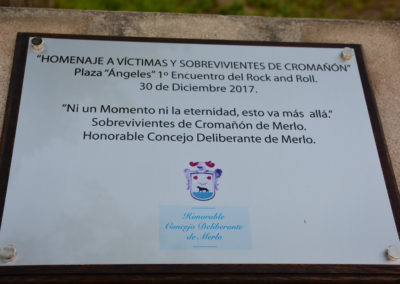 "HOMENAJE A VÍCTIMAS Y SOBREVIVIENTES DE CROMAÑÓN"
Plaza "Ángeles" 1º Encuentro del Rock and Roll.
30 de Diciembre 2017.
"Ni un Momento ni la eternidad, esto va más allá."
Sobrevivientes de Cromañón de Merlo.
Honorable Concejo Deliberante de Merlo.
Honorable
Concejo Deliberante
de Merlo